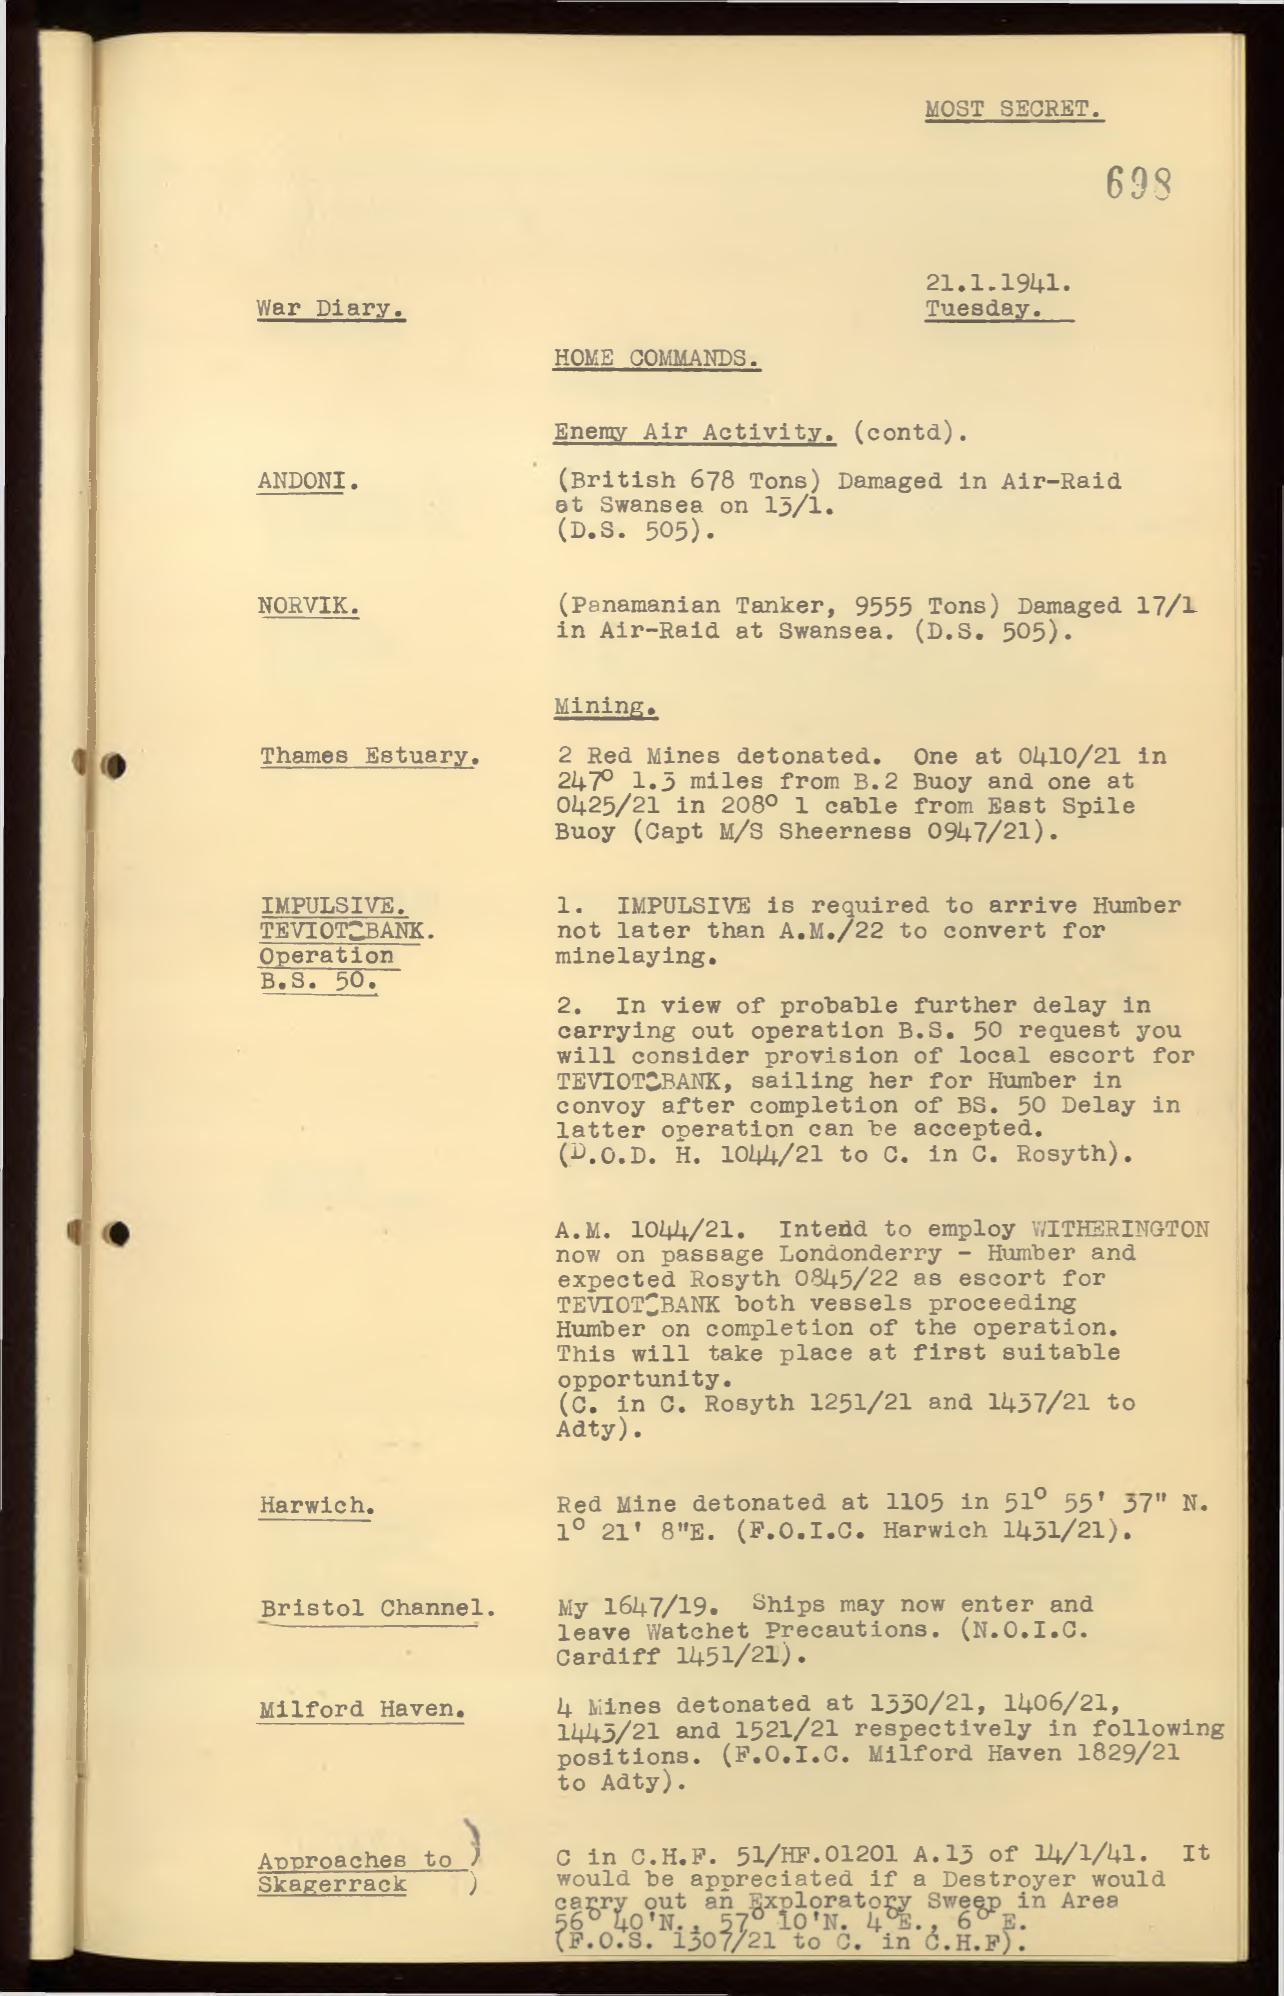 MOST SECRET.
698
21.1.1941.
War Diary.
Tuesday.
HOME COMMANDS.
Enemy Air Activity. (contd).
ANDONI.
(British 678 Tons) Damaged in Air-Raid
at Swansea on 13/1.
(D.S. 505).
NORVIK.
(Panamanian Tanker, 9555 Tons) Damaged 17/1
in Air-Raid at Swansea. (D.S. 505).
Mining.
Thames Estuary.
2 Red Mines detonated. One at 0410/21 in
247° 1.3 miles from B.2 Buoy and one at
0425/21 in 208° 1 cable from East Spile
Buoy (Capt M/S Sheerness 0947/21).
IMPULSIVE.
TEVIOTBANK.
Operation
B.S. 50.
1. IMPULSIVE is required to arrive Humber
not later than A.M./22 to convert for
minelaying.
2. In view of probable further delay in
carrying out operation B.S. 50 request you
will consider provision of local escort for
TEVIOTBANK, sailing her for Humber in
convoy after completion of BS. 50 Delay in
latter operation can be accepted.
(D.O.D. H. 1044/21 to C. in C. Rosyth).
A.M. 1044/21. Intend to employ WITHERINGTON
now on passage Londonderry - Humber and
expected Rosyth 0845/22 as escort for
TEVIOTBANK both vessels proceeding
Humber on completion of the operation.
This will take place at first suitable
opportunity.
(C. in C. Rosyth 1251/21 and 1437/21 to
Adty).
Harwich.
Red Mine detonated at 1105 in 51° 55' 37" N.
1° 21' 8"E. (F.O.I.C. Harwich 1431/21).
Bristol Channel.
My 1647/19. Ships may now enter and
leave Watchet Precautions. (N.O.I.C.
Cardiff 1451/21).
Milford Haven.
4 Mines detonated at 1330/21, 1406/21,
1443/21 and 1521/21 respectively in following
positions. (F.O.I.C. Milford Haven 1829/21
to Adty).
Approaches to )
Skagerrack )
C in C.H.F. 51/HF.01201 A.13 of 14/1/41. It
would be appreciated if a Destroyer would
carry out an Exploratory Sweep in Area
56° 40'N., 57° 10'N. 4°E., 6° E.
(F.O.S. 1307/21 to C. in C.H.F).